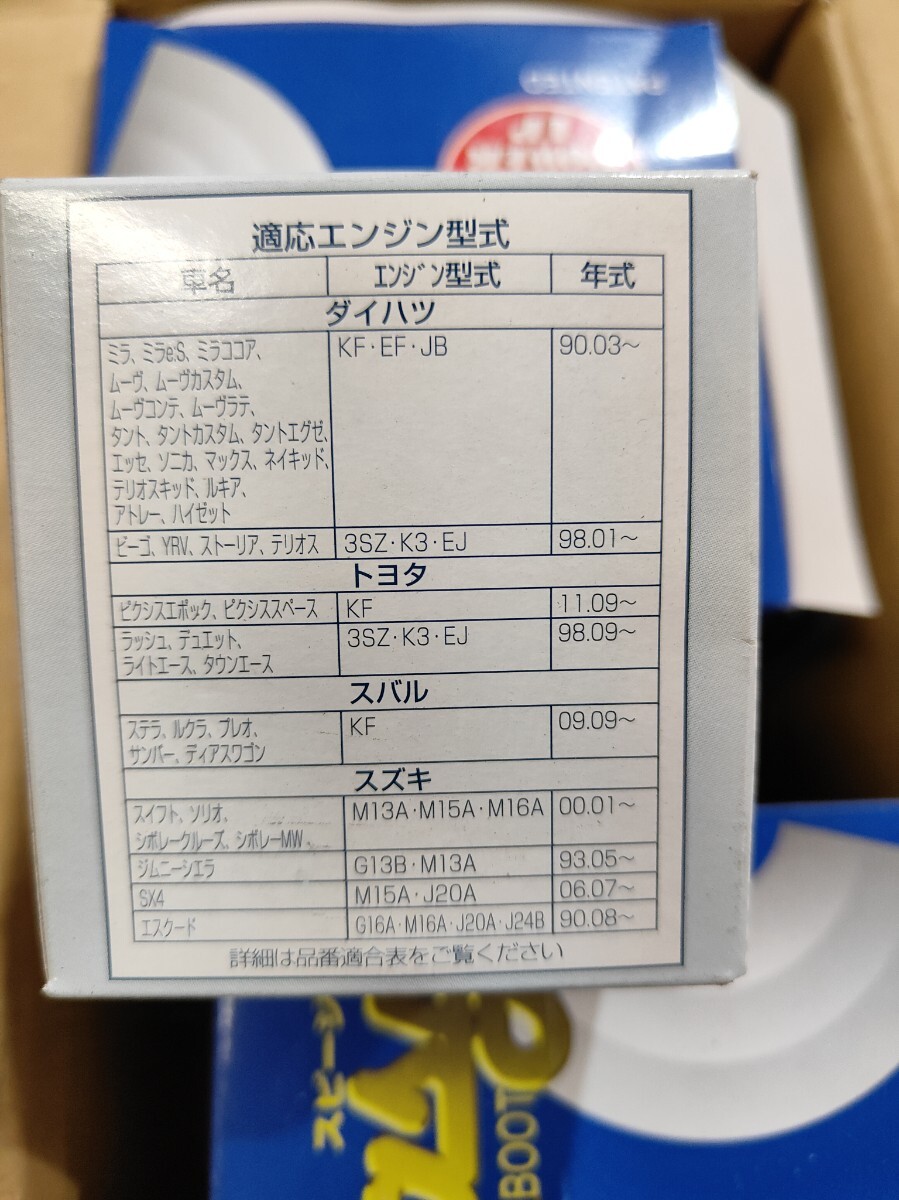 適応エンジン型式
車名 エンジン型式 年式
ダイハツ
ミラ、ミラe:S、ミラココア、 KF・EF・JB 90.03~
ムーヴ、ムーヴカスタム、
ムーヴコンテ、ムーヴラテ、
タント、タントカスタム、タントエグゼ、
エッセ、ソニカ、マックス、ネイキッド、
テリオスキッド、ルキア、
アトレー、ハイゼット
ビーゴ、YRV、ストーリア、テリオス 3SZ・K3・EJ 98.01~
トヨタ
ピクシスエポック、ピクシススペース KF 11.09~
ラッシュ、デュエット、 3SZ・K3・EJ 98.09~
ライトエース、タウンエース
スバル
ステラ、ルクラ、プレオ、 KF 09.09~
サンバー、ディアスワゴン
スズキ
スイフト、ソリオ、 M13A・M15A・M16A 00.01~
シボレークルーズ、シボレーMW、
ジムニーシエラ G13B・M13A 93.05~
SX4 M15A・J20A 06.07~
エスクード G16A・M16A・J20A・J24B 90.08~
詳細は品番適合表をご覧ください
BOOT